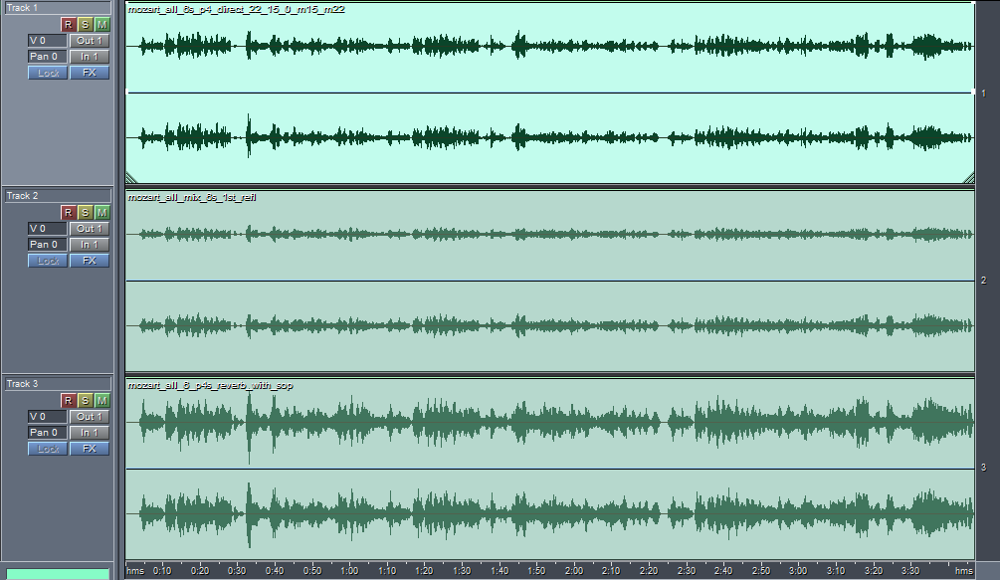 Track 1
mozart_all_6s_p4_direct_22_15_0_m15_m22
R S M
V 0 Out 1
Pan 0 In 1
Lock FX
1
Track 2
mozart_all_mix_6s_1st_refl
R S M
V 0 Out 1
Pan 0 In 1
Lock FX
2
Track 3
mozart_all_6_p4s_reverb_with_sop
R S M
V 0 Out 1
Pan 0 In 1
Lock FX
3
hms 0:10 0:20 0:30 0:40 0:50 1:00 1:10 1:20 1:30 1:40 1:50 2:00 2:10 2:20 2:30 2:40 2:50 3:00 3:10 3:20 3:30 hms